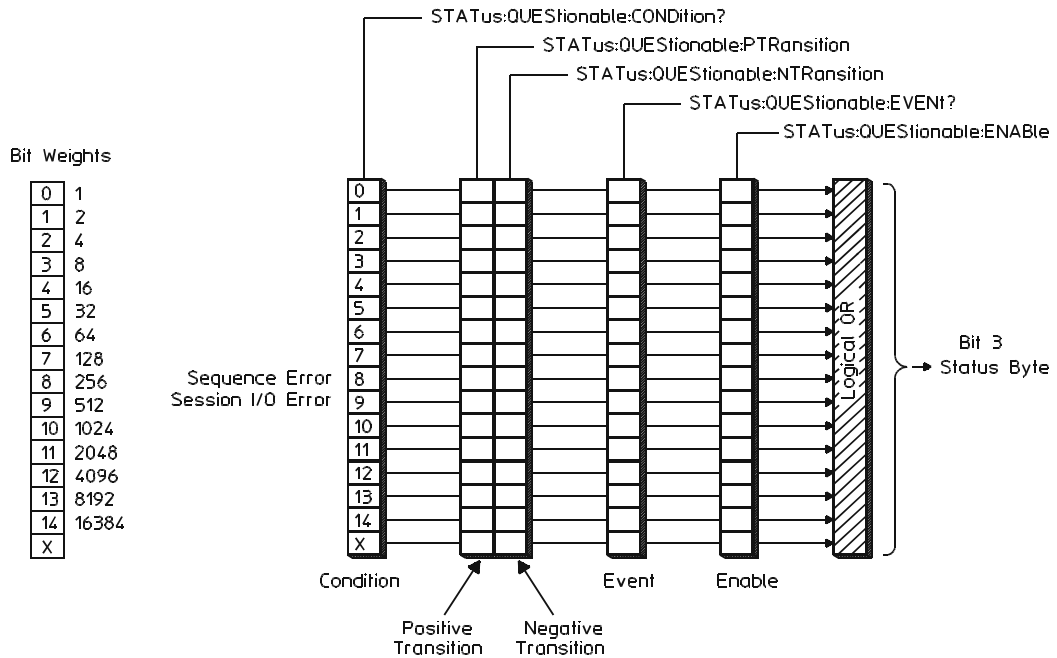 STATus:QUEStionable:CONDition?
STATus:QUEStionable:PTRansition
STATus:QUEStionable:NTRansition
STATus:QUEStionable:EVENt?
STATus:QUEStionable:ENABle
Bit Weights
0 1
1 2
2 4
3 8
4 16
5 32
6 64
7 128
8 256
9 512
10 1024
11 2048
12 4096
13 8192
14 16384
X
0
1
2
3
4
5
6
7
Sequence Error 8
Session I/O Error 9
10
11
12
13
14
X
Logical OR
Bit 3
Status Byte
Condition
Event
Enable
Positive
Transition
Negative
Transition